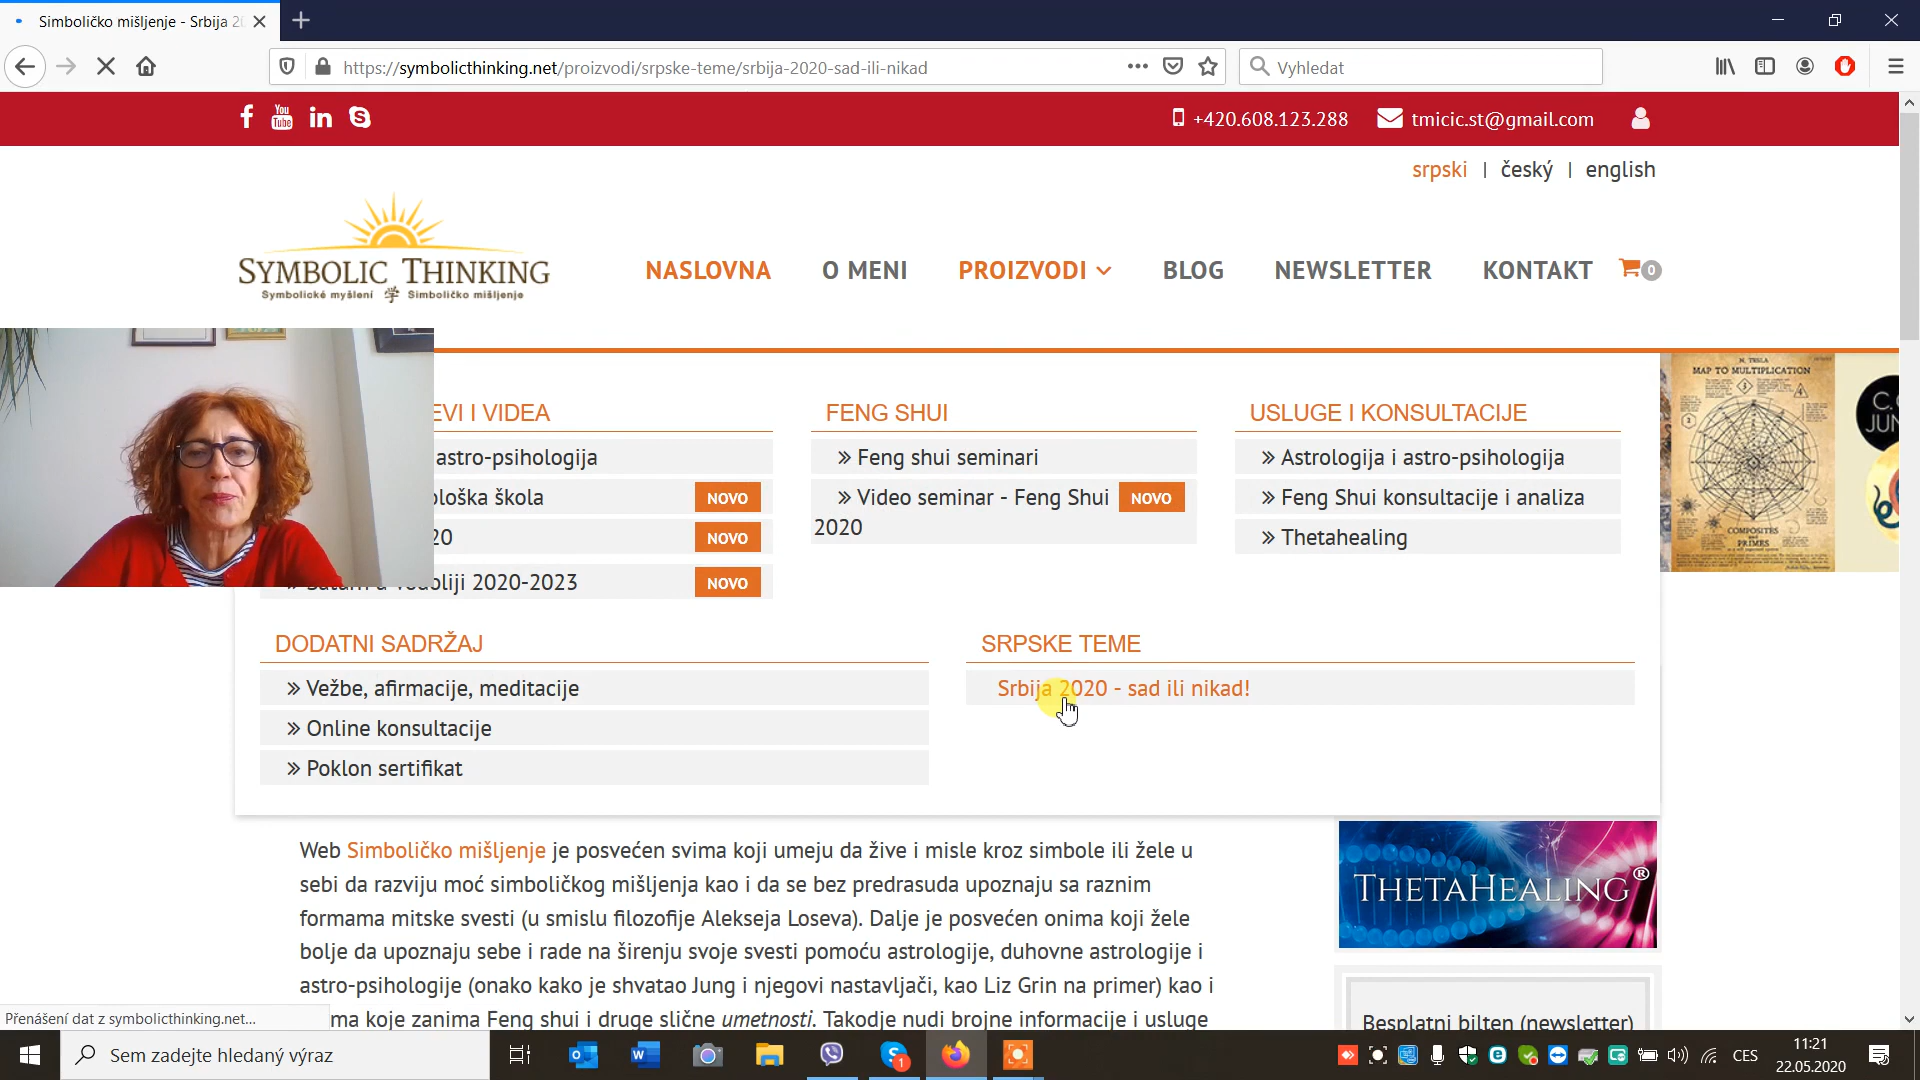 Simboličko mišljenje - Srbija 20
https://symbolicthinking.net/proizvodi/srpske-teme/srbija-2020-sad-ili-nikad
Vyhledat
You
Tube
+420.608.123.288
tmicic.st@gmail.com
srpski | český | english
SYMBOLIC THINKING
Symbolické myšlení 学 Simboličko mišljenje
NASLOVNA
O MENI
PROIZVODI
BLOG
NEWSLETTER
KONTAKT
0
N. TESLA
MAP TO MULTIPLICATION
COMPOSITES
and
PRIMES
C.
JUN
EVI I VIDEA
astro-psihologija
ološka škola NOVO
20 NOVO
2020-2023 NOVO
FENG SHUI
» Feng shui seminari
» Video seminar - Feng Shui NOVO
2020
USLUGE I KONSULTACIJE
» Astrologija i astro-psihologija
» Feng Shui konsultacije i analiza
» Thetahealing
DODATNI SADRŽAJ
» Vežbe, afirmacije, meditacije
» Online konsultacije
» Poklon sertifikat
SRPSKE TEME
Srbija 2020 - sad ili nikad!
Web Simboličko mišljenje je posvećen svima koji umeju da žive i misle kroz simbole ili žele u
sebi da razviju moć simboličkog mišljenja kao i da se bez predrasuda upoznaju sa raznim
formama mitske svesti (u smislu filozofije Alekseja Loseva). Dalje je posvećen onima koji žele
bolje da upoznaju sebe i rade na širenju svoje svesti pomoću astrologije, duhovne astrologije i
astro-psihologije (onako kako je shvatao Jung i njegovi nastavljači, kao Liz Grin na primer) kao i
ma koje zanima Feng shui i druge slične umetnosti. Takodje nudi brojne informacije i usluge
THETAHEALING®
Besplatni bilten (newsletter)
Přenášení dat z symbolicthinking.net...
Sem zadejte hledaný výraz
1
CES
11:21
22.05.2020